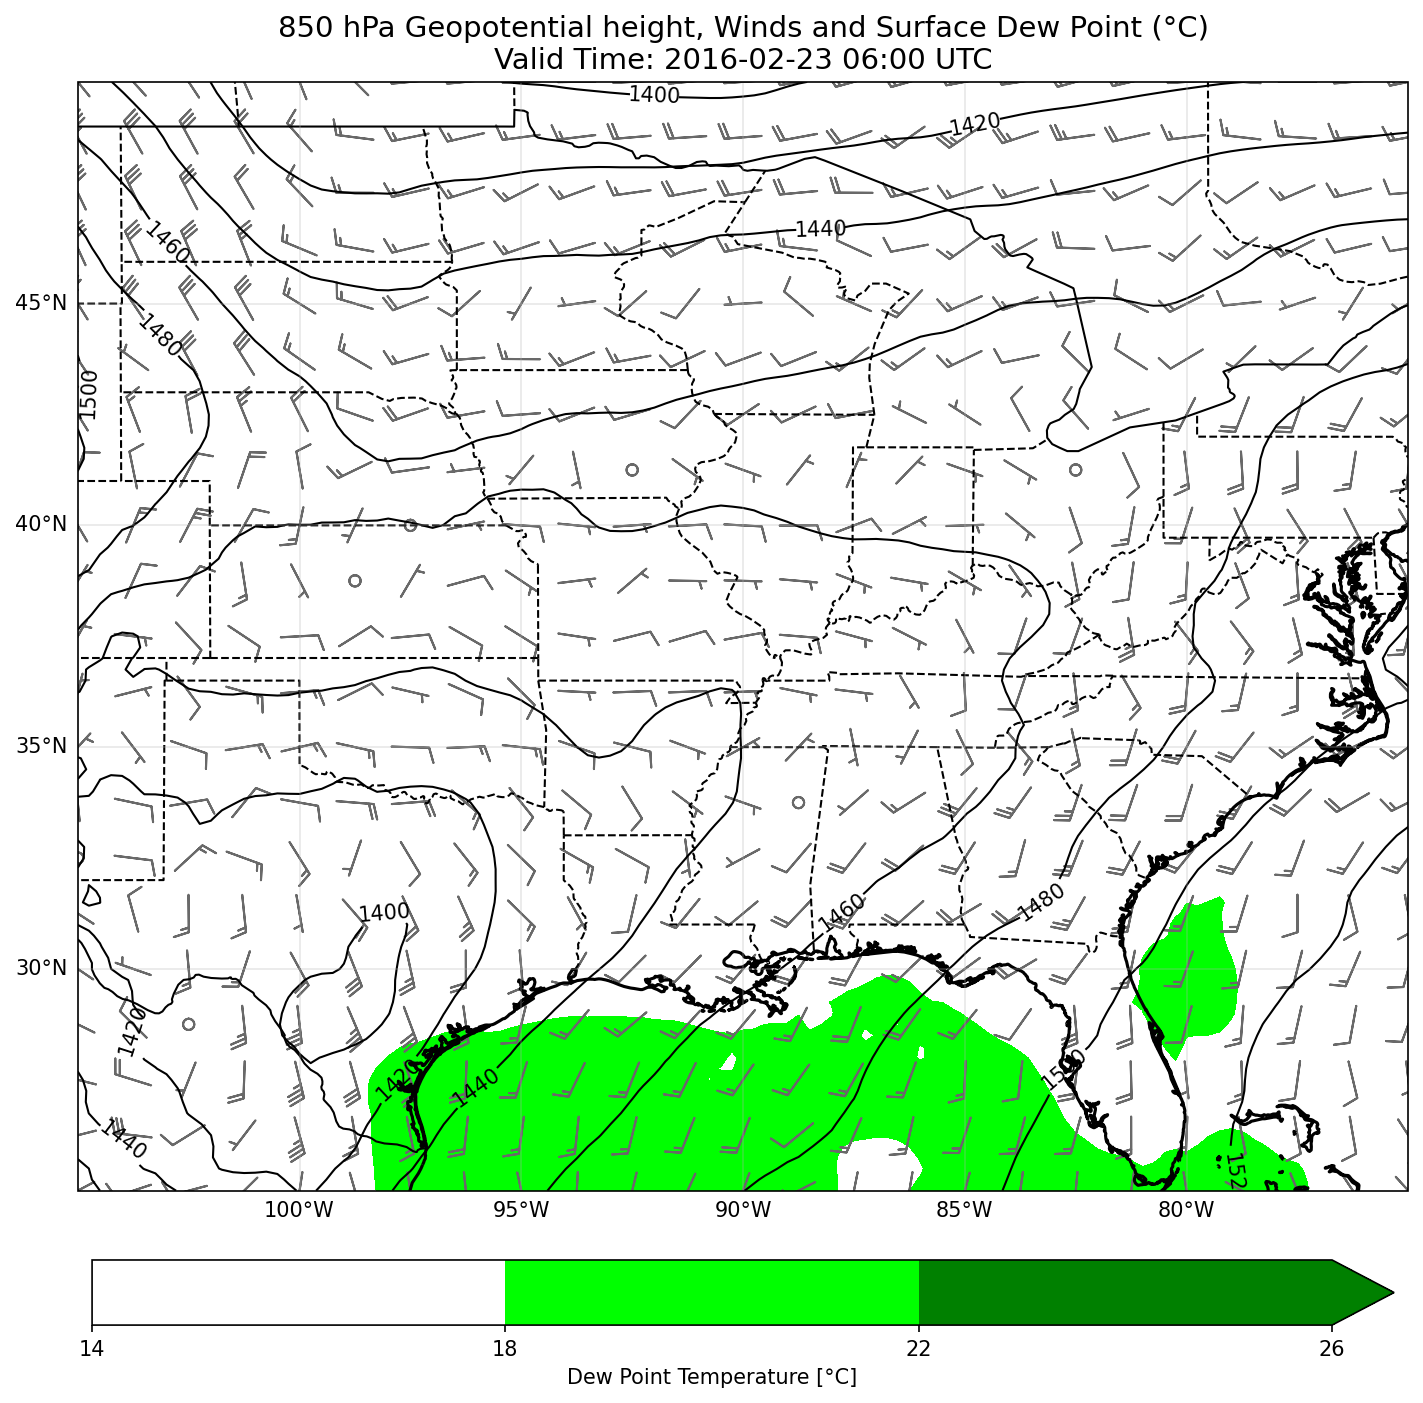 850 hPa Geopotential height, Winds and Surface Dew Point (°C)
Valid Time: 2016-02-23 06:00 UTC
1400
1420
1440
1460
1480
1500
45°N
40°N
35°N
30°N
1400
1460
1480
1420
1420
1440
1500
1440
152
100°W
95°W
90°W
85°W
80°W
14
18
22
26
Dew Point Temperature [°C]